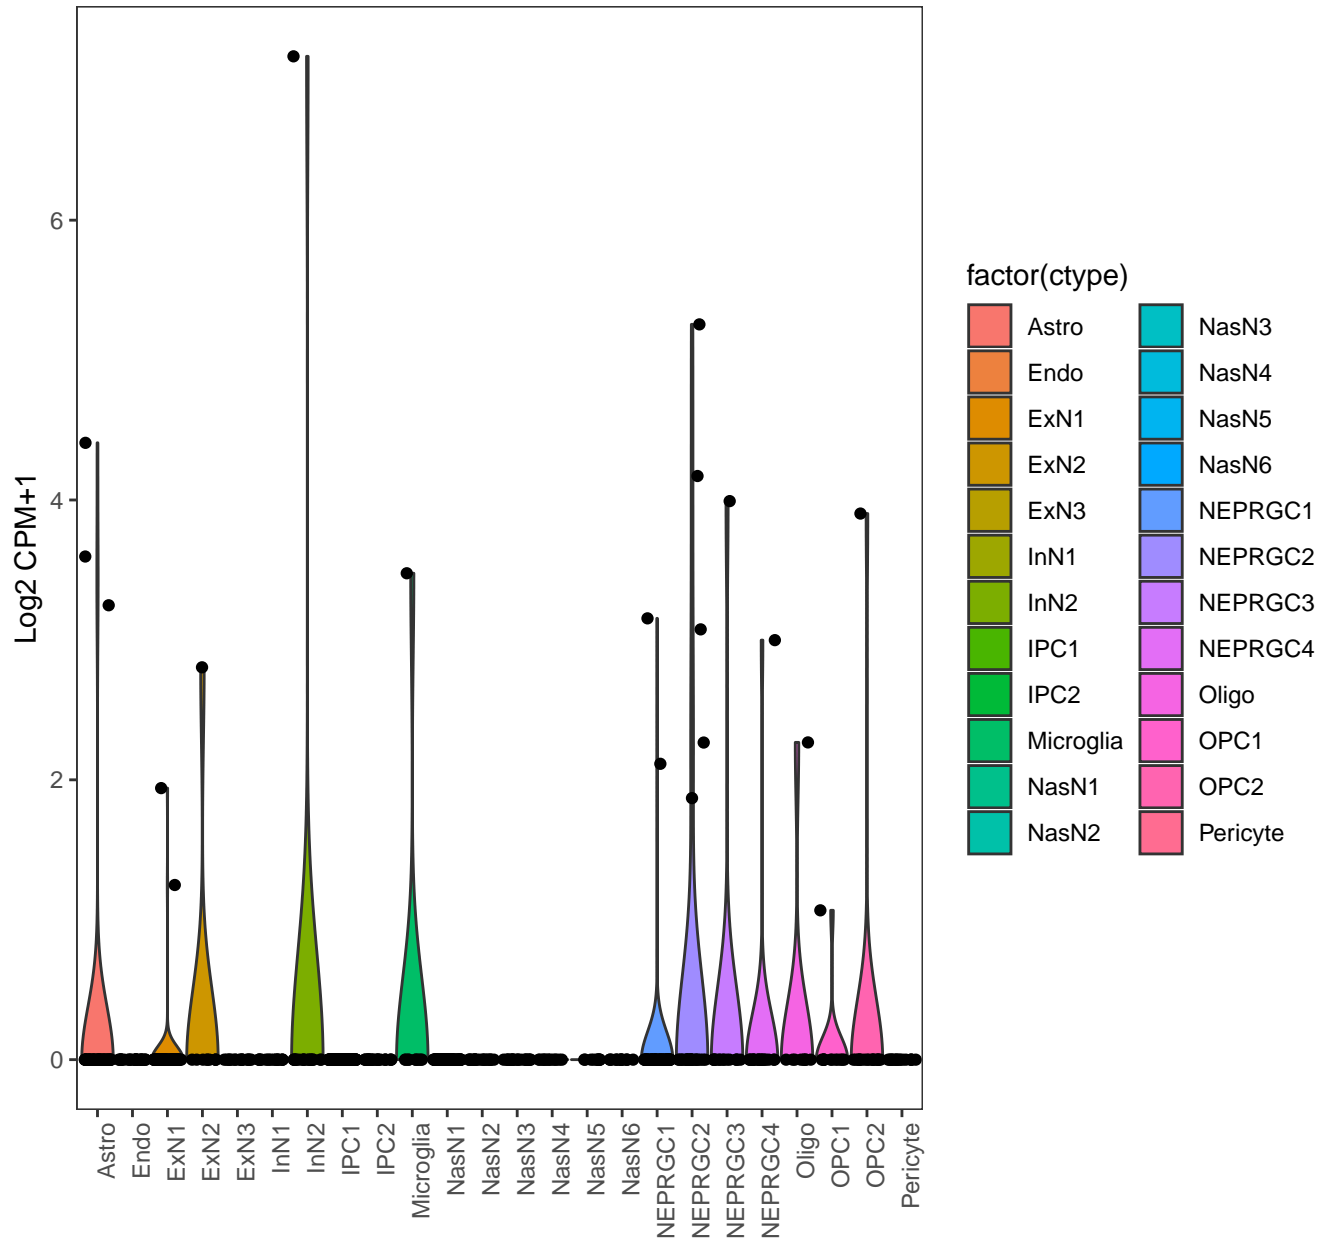 Log2 CPM+1
6
4
2
0
Astro
Endo
ExN1
ExN2
ExN3
InN1
InN2
IPC1
IPC2
Microglia
NasN1
NasN2
NasN3
NasN4
NasN5
NasN6
NEPRGC1
NEPRGC2
NEPRGC3
NEPRGC4
Oligo
OPC1
OPC2
Pericyte
factor(ctype)
Astro
Endo
ExN1
ExN2
ExN3
InN1
InN2
IPC1
IPC2
Microglia
NasN1
NasN2
NasN3
NasN4
NasN5
NasN6
NEPRGC1
NEPRGC2
NEPRGC3
NEPRGC4
Oligo
OPC1
OPC2
Pericyte